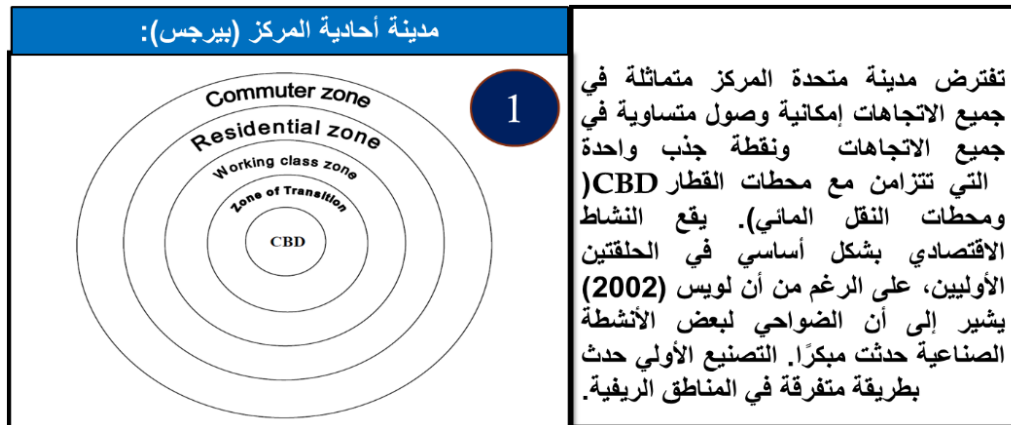 مدينة أحادية المركز (بيرجس):
1
Commuter zone
Residential zone
Working class zone
Zone of Transition
CBD
تفترض مدينة متحدة المركز متماثلة في
جميع الاتجاهات إمكانية وصول متساوية في
جميع الاتجاهات ونقطة جذب واحدة
)CBD التي تتزامن مع محطات القطار
ومحطات النقل المائي). يقع النشاط
الاقتصادي بشكل أساسي في الحلقتين
الأوليين، على الرغم من أن لويس (2002)
يشير إلى أن الضواحي لبعض الأنشطة
الصناعية حدثت مبكرًا. التصنيع الأولي حدث
بطريقة متفرقة في المناطق الريفية.